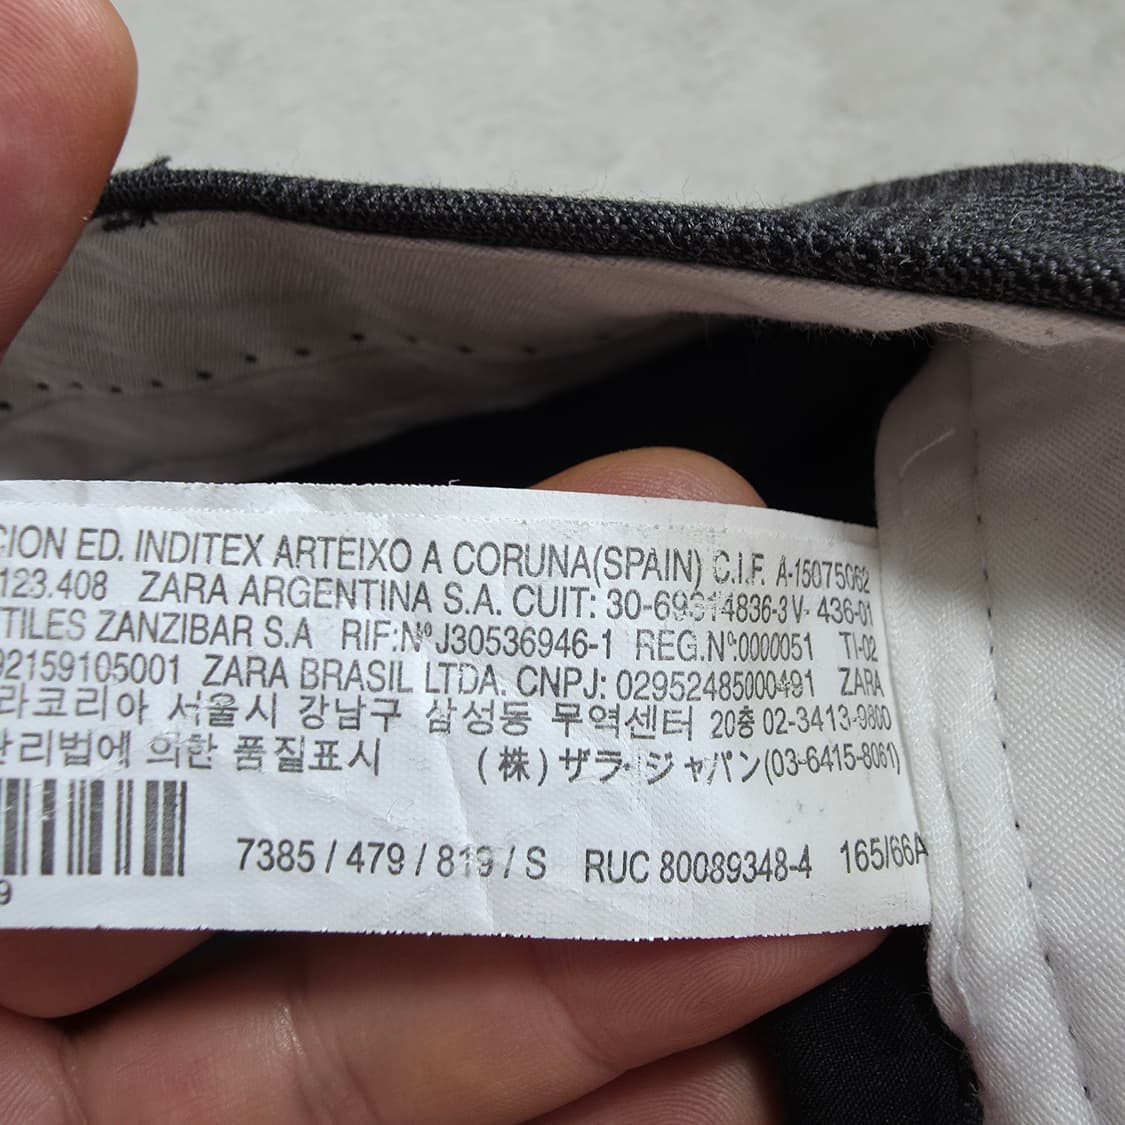 CION ED. INDITEX ARTEIXO A CORUNA(SPAIN) C.I.F. A-15075062
123.408 ZARA ARGENTINA S.A. CUIT: 30-69914836-3 V- 436-01
TILES ZANZIBAR S.A RIF:Nº J30536946-1 REG.Nº:0000051 TI-02
92159105001 ZARA BRASIL LTDA. CNPJ: 02952485000491 ZARA
라코리아 서울시 강남구 삼성동 무역센터 20층 02-3413-9800
관리법에 의한 품질표시 (株) ザラ・ジャパン(03-6415-8061)
7385 / 479 / 819 / S RUC 80089348-4 165/66A
9